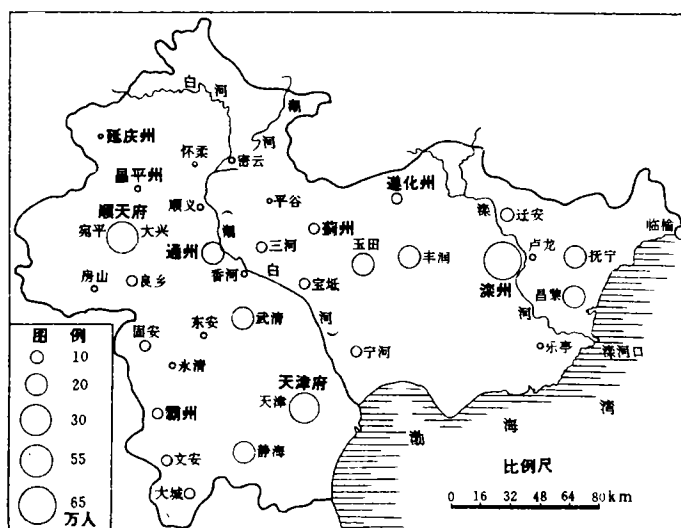 白
河
潮
河
延庆州
怀柔
密云
昌平州
平谷
遵化州
顺义
滦
迁安
顺天府
蓟州
临榆
宛平
大兴
潮
通州
三河
玉田
丰润
卢龙
抚宁
房山
良乡
香河
白
宝坻
滦州
昌黎
图 例
10
20
30
55
65
万人
固安
东安
武清
河
河
永清
宁河
乐亭
滦河口
天津府
霸州
天津
渤
海
湾
文安
静海
大城
比例尺
0 16 32 48 64 80 km